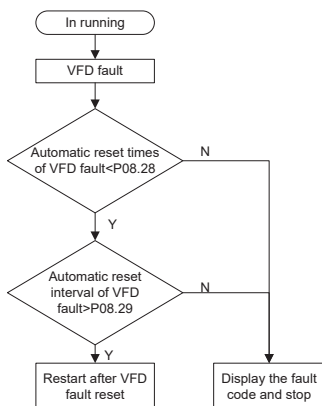 In running
VFD fault
Automatic reset times
of VFD fault<P08.28
N
Y
Automatic reset
interval of VFD
fault>P08.29
N
Y
Restart after VFD
fault reset
Display the fault
code and stop